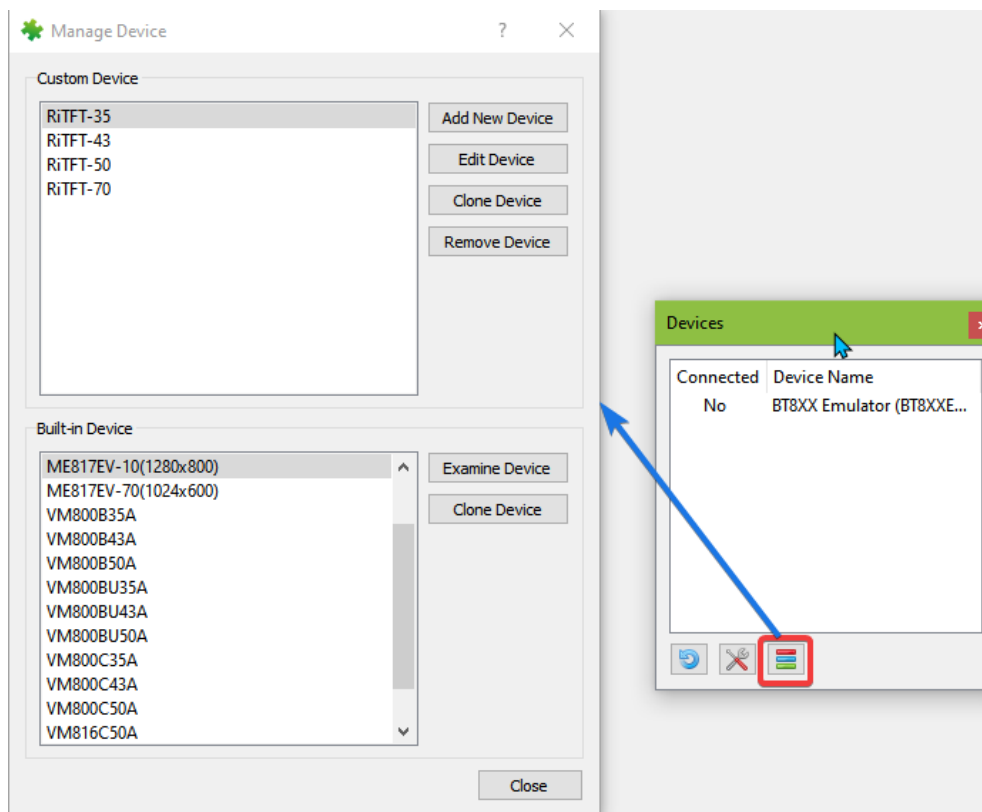 Manage Device
?
Custom Device
RiTFT-35
RiTFT-43
RiTFT-50
RiTFT-70
Add New Device
Edit Device
Clone Device
Remove Device
Built-in Device
ME817EV-10(1280x800)
ME817EV-70(1024x600)
VM800B35A
VM800B43A
VM800B50A
VM800BU35A
VM800BU43A
VM800BU50A
VM800C35A
VM800C43A
VM800C50A
VM816C50A
Examine Device
Clone Device
Close
Devices
Connected Device Name
No BT8XX Emulator (BT8XXE...